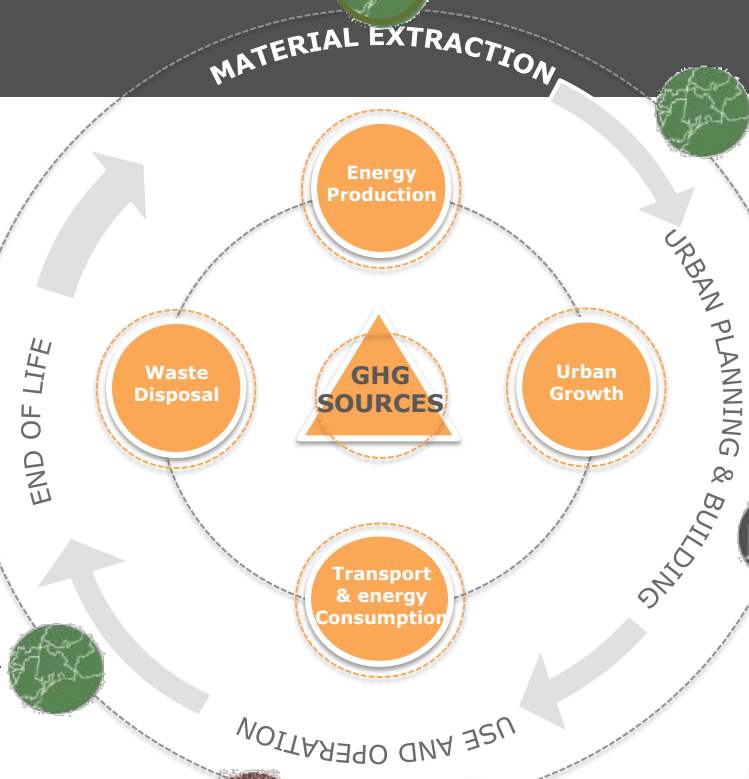 MATERIAL EXTRACTION
Energy
Production
URBAN PLANNING & BUILDING
Waste
Disposal
GHG
SOURCES
Urban
Growth
END OF LIFE
Transport
& energy
Consumption
USE AND OPERATION